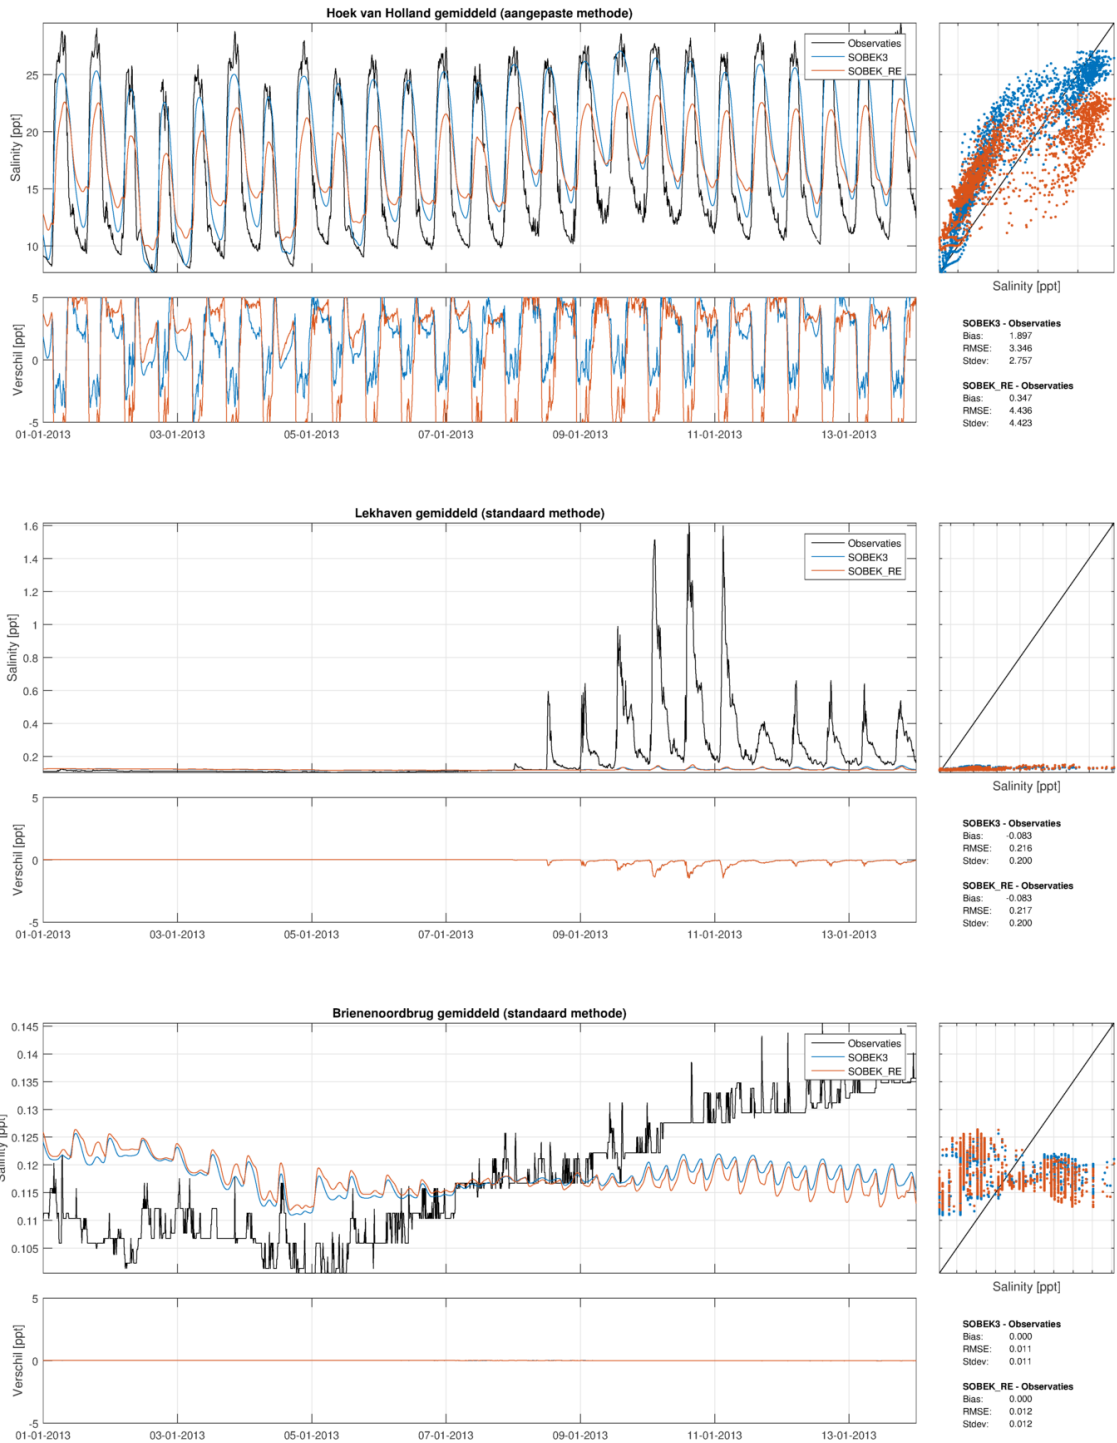 Hoek van Holland gemiddeld (aangepaste methode)
Salinity [ppt]
25
20
15
10
Observaties
SOBEK3
SOBEK_RE
Salinity [ppt]
Verschil [ppt]
5
0
-5
01-01-2013 03-01-2013 05-01-2013 07-01-2013 09-01-2013 11-01-2013 13-01-2013
SOBEK3 - Observaties
Bias: 1.897
RMSE: 3.346
Stdev: 2.757
SOBEK_RE - Observaties
Bias: 0.347
RMSE: 4.436
Stdev: 4.423
Lekhaven gemiddeld (standaard methode)
Salinity [ppt]
1.6
1.4
1.2
1
0.8
0.6
0.4
0.2
Observaties
SOBEK3
SOBEK_RE
Salinity [ppt]
Verschil [ppt]
5
0
-5
01-01-2013 03-01-2013 05-01-2013 07-01-2013 09-01-2013 11-01-2013 13-01-2013
SOBEK3 - Observaties
Bias: -0.083
RMSE: 0.216
Stdev: 0.200
SOBEK_RE - Observaties
Bias: -0.083
RMSE: 0.217
Stdev: 0.200
Brienenoordbrug gemiddeld (standaard methode)
Salinity [ppt]
0.145
0.14
0.135
0.13
0.125
0.12
0.115
0.11
0.105
Observaties
SOBEK3
SOBEK_RE
Salinity [ppt]
Verschil [ppt]
5
0
-5
01-01-2013 03-01-2013 05-01-2013 07-01-2013 09-01-2013 11-01-2013 13-01-2013
SOBEK3 - Observaties
Bias: 0.000
RMSE: 0.011
Stdev: 0.011
SOBEK_RE - Observaties
Bias: 0.000
RMSE: 0.012
Stdev: 0.012